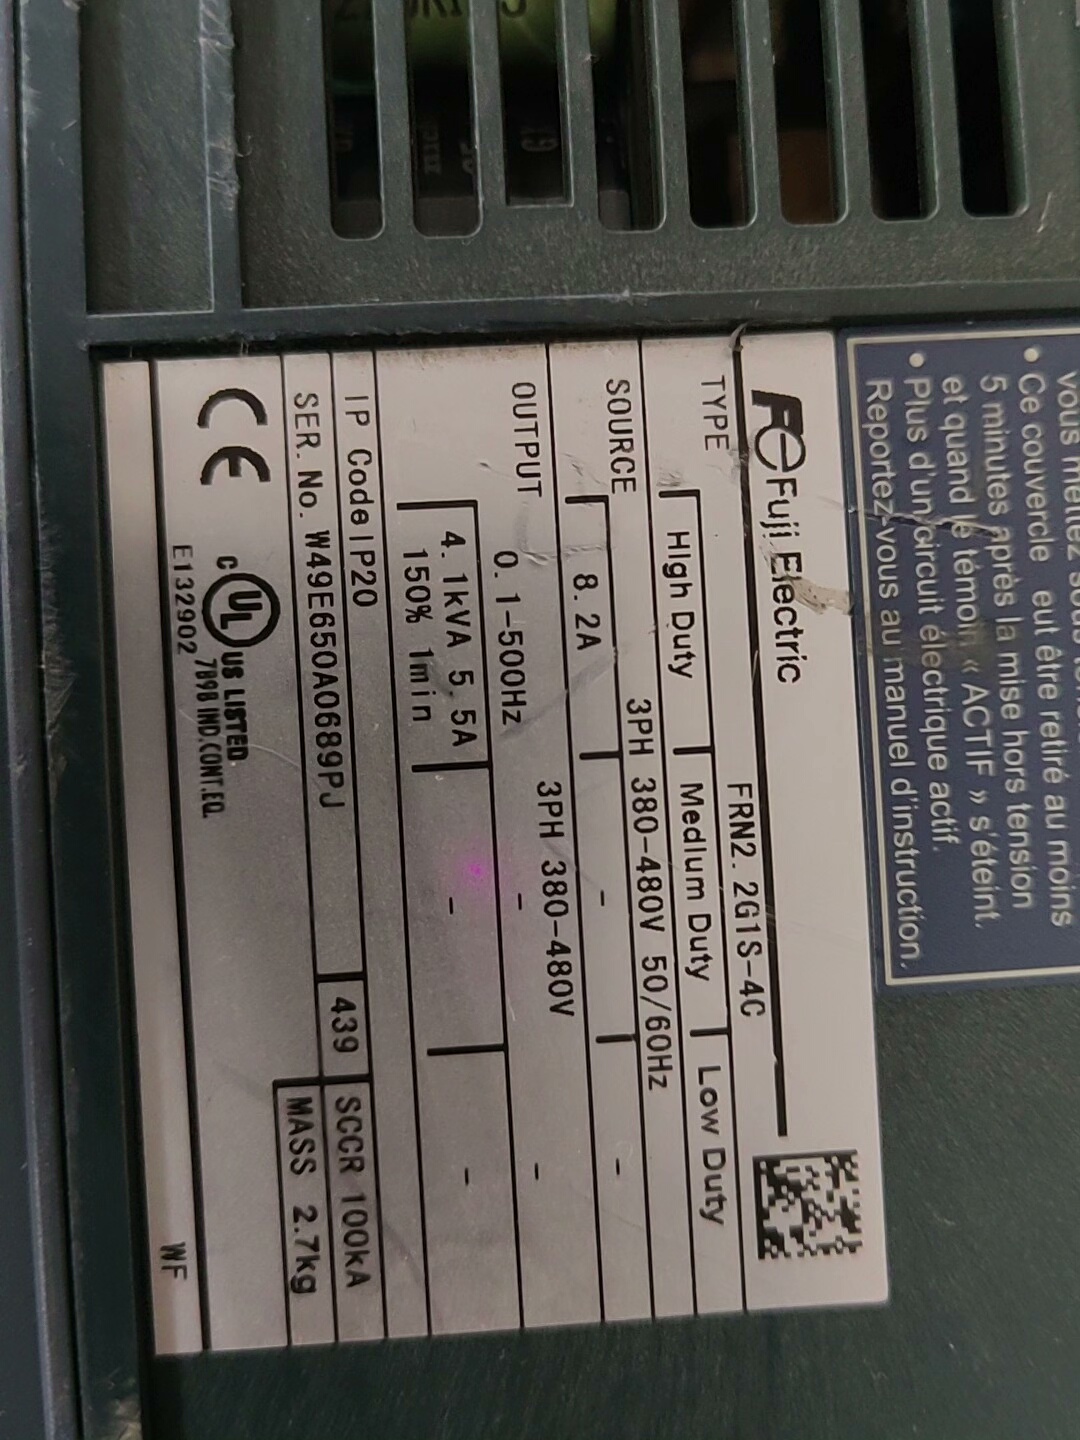 vous
• Ce couvercle eut être retiré au moins
5 minutes après la mise hors tension
et quand le témoin « ACTIF » s'éteint.
• Plus d'un circuit électrique actif.
Reportez-vous au manuel d'instruction.
Fe Fuji Electric
TYPE FRN2.2G1S-4C
High Duty Medium Duty Low Duty
SOURCE 3PH 380-480V 50/60Hz
8.2A - -
OUTPUT 3PH 380-480V
0.1-500Hz - -
4.1kVA 5.5A - -
150% 1min
IP Code IP20 439 SCCR 100kA
SER. No. W49E650A0689PJ MASS 2.7kg
CE C UL US LISTED
E132902 7898 IND.CONT.EQ.
WF